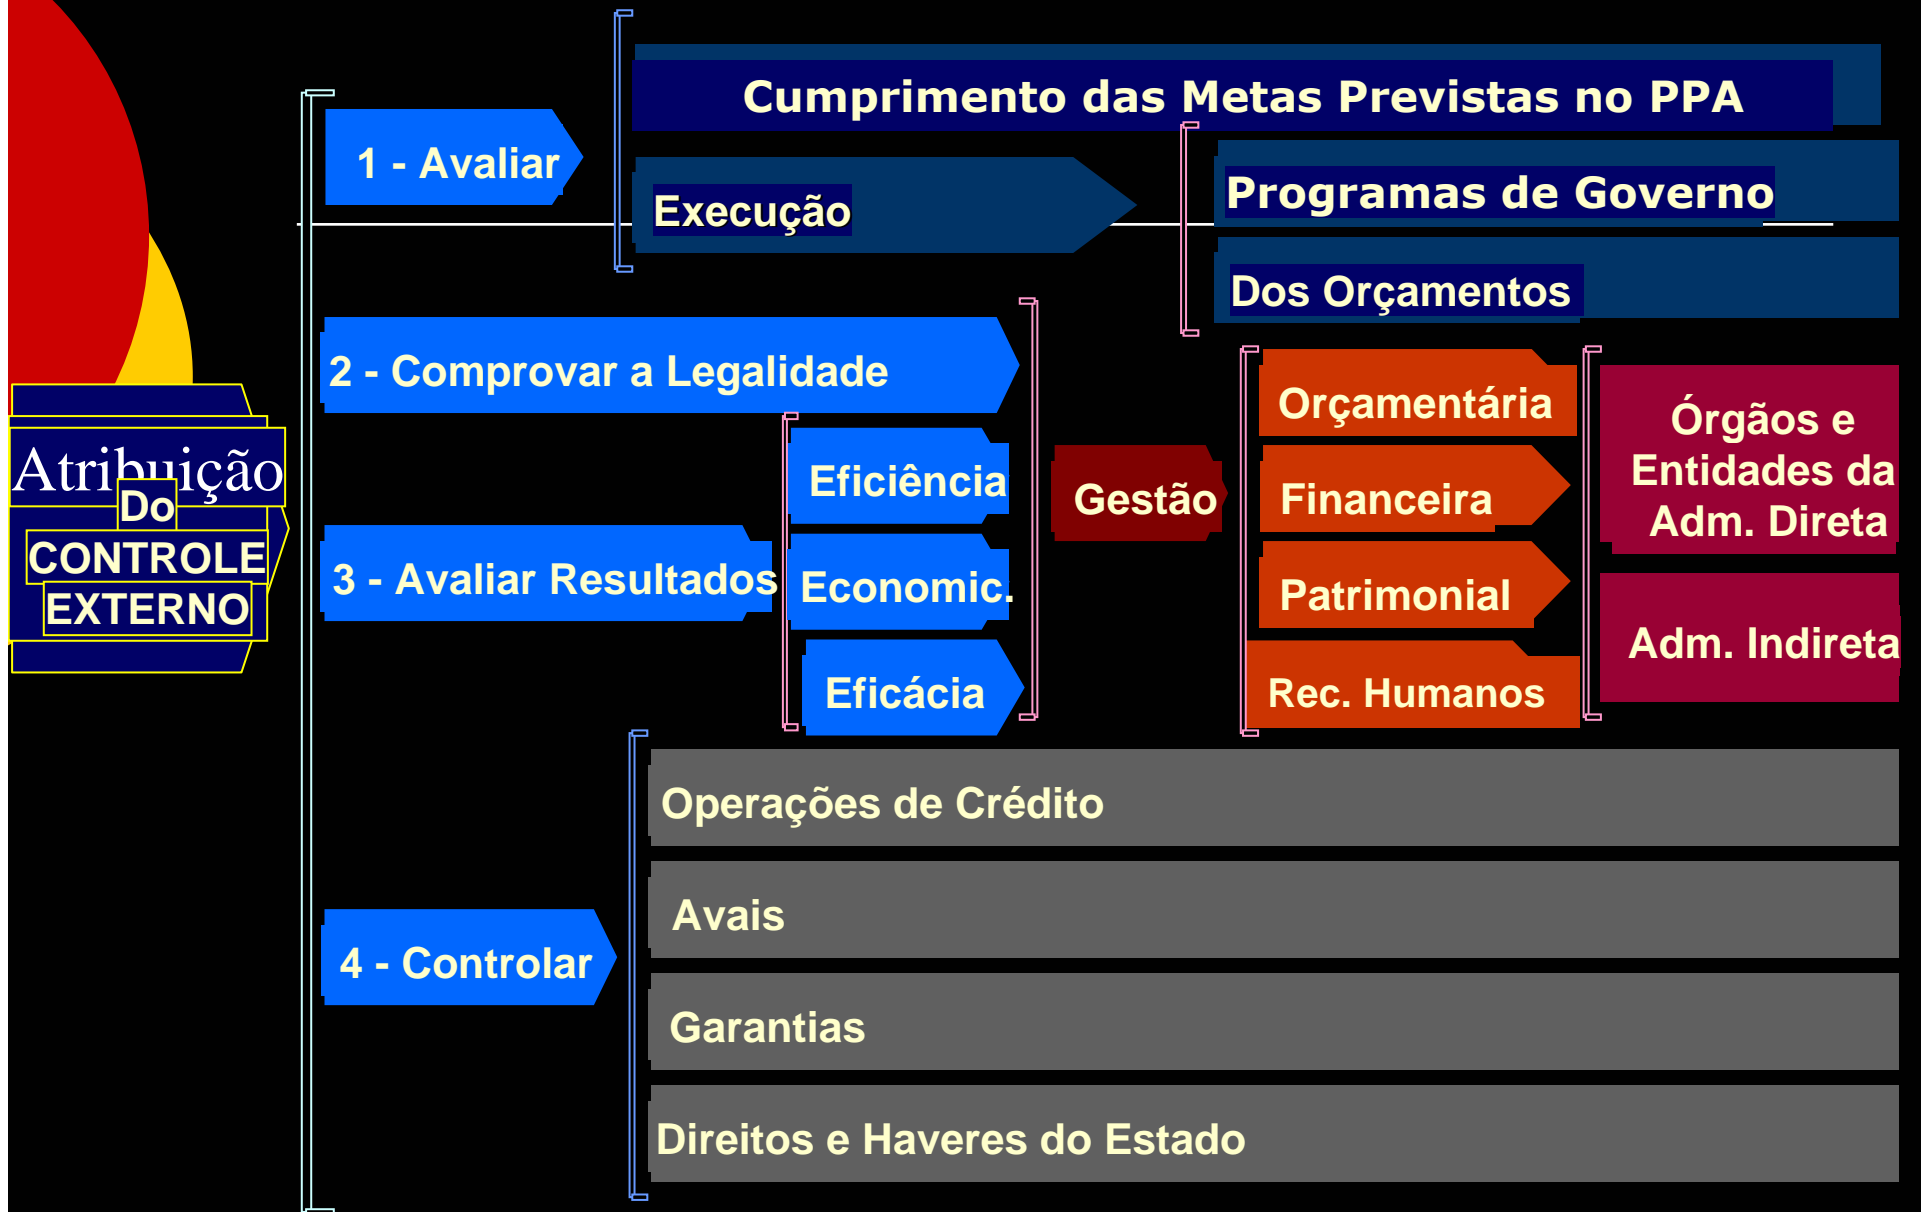 Atribuição
Do
CONTROLE
EXTERNO
1 - Avaliar
Cumprimento das Metas Previstas no PPA
Execução
Programas de Governo
Dos Orçamentos
2 - Comprovar a Legalidade
3 - Avaliar Resultados
Eficiência
Economic.
Eficácia
Gestão
Orçamentária
Financeira
Patrimonial
Rec. Humanos
Órgãos e
Entidades da
Adm. Direta
Adm. Indireta
4 - Controlar
Operações de Crédito
Avais
Garantias
Direitos e Haveres do Estado